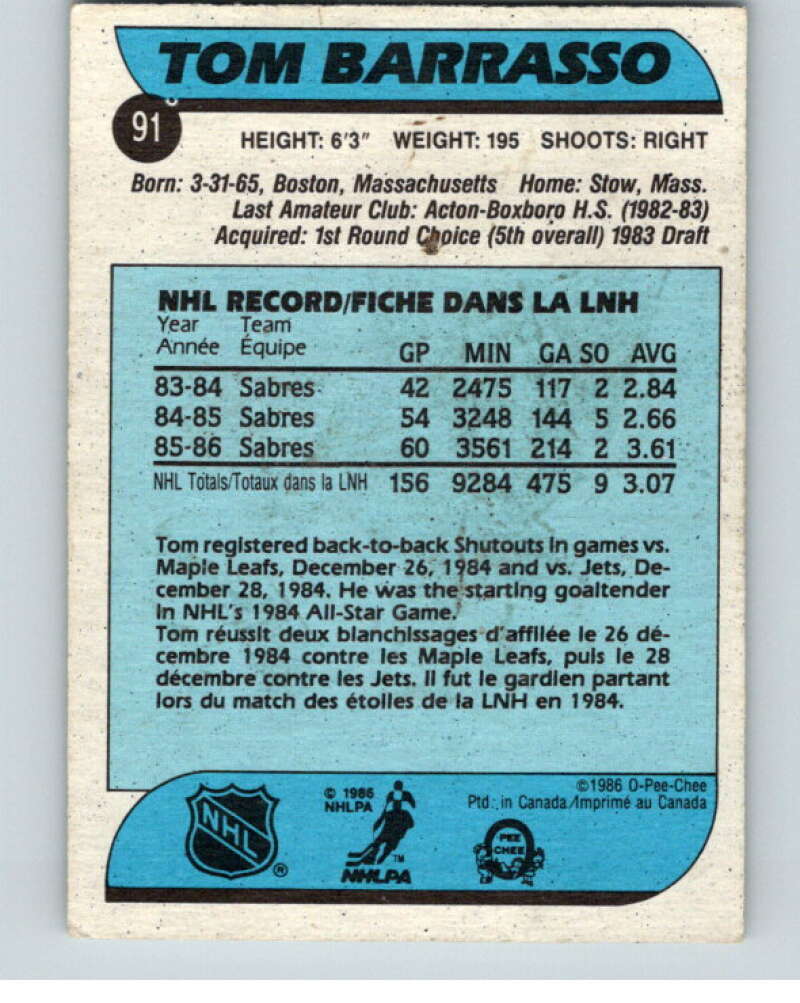 TOM BARRASSO
91
HEIGHT: 6'3" WEIGHT: 195 SHOOTS: RIGHT
Born: 3-31-65, Boston, Massachusetts Home: Stow, Mass.
Last Amateur Club: Acton-Boxboro H.S. (1982-83)
Acquired: 1st Round Choice (5th overall) 1983 Draft
NHL RECORD/FICHE DANS LA LNH
Year Team
Année Équipe GP MIN GA SO AVG
83-84 Sabres 42 2475 117 2 2.84
84-85 Sabres 54 3248 144 5 2.66
85-86 Sabres 60 3561 214 2 3.61
NHL Totals/Totaux dans la LNH 156 9284 475 9 3.07
Tom registered back-to-back Shutouts in games vs.
Maple Leafs, December 26, 1984 and vs. Jets, De-
cember 28, 1984. He was the starting goaltender
in NHL's 1984 All-Star Game.
Tom réussit deux blanchissages d'affilée le 26 dé-
cembre 1984 contre les Maple Leafs, puis le 28
décembre contre les Jets. Il fut le gardien partant
lors du match des étoiles de la LNH en 1984.
©1986 O-Pee-Chee
Ptd. in Canada/Imprimé au Canada
© 1986
NHLPA
NHL
®
TM
NHLPA
O
PEE
CHEE